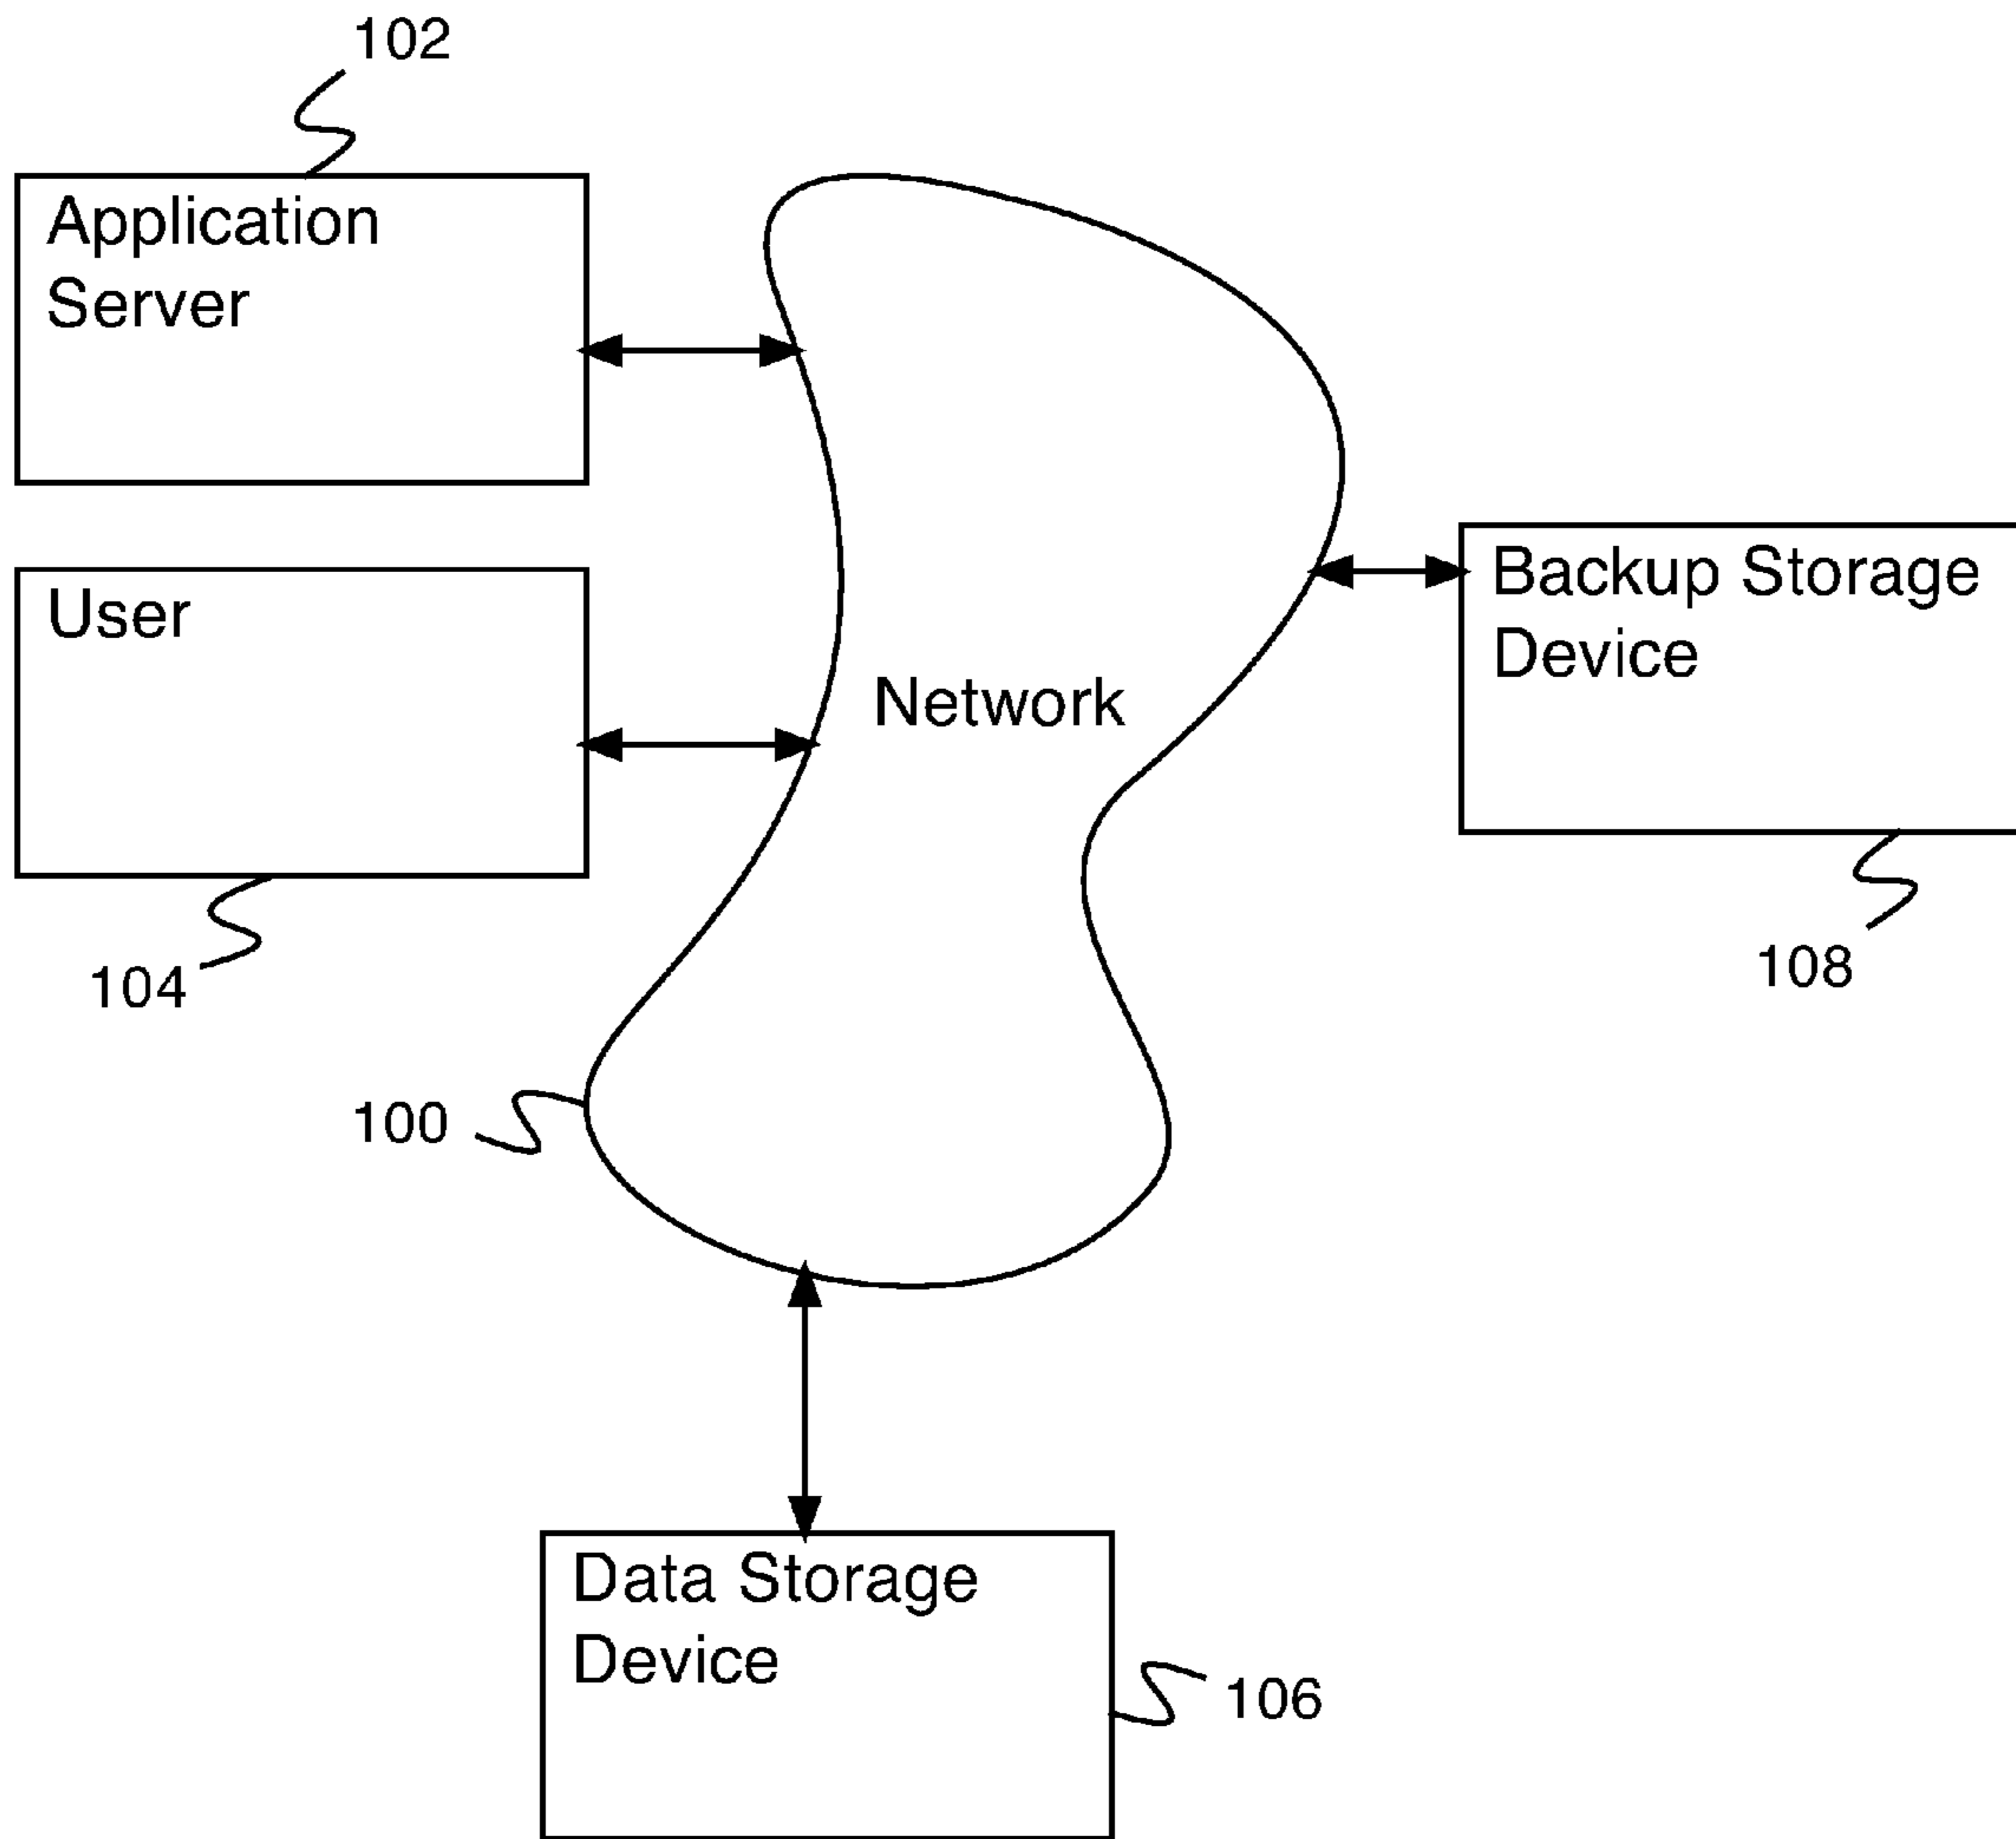 102
Application
Server
User
Backup Storage
Device
Network
104
108
100
Data Storage
Device
106